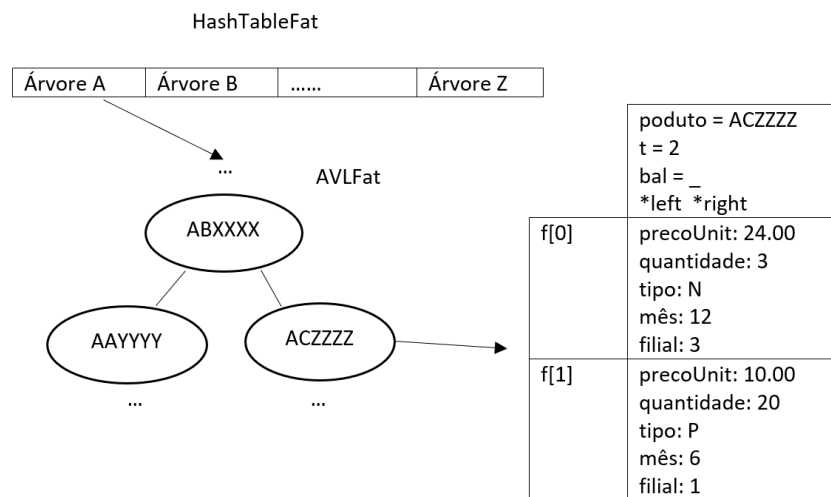 HashTableFat
Árvore A Árvore B ...... Árvore Z
... AVLFat
ABXXXX
AAYYYY ACZZZZ
... ...
poduto = ACZZZZ
t = 2
bal = _
*left *right
f[0] precoUnit: 24.00
quantidade: 3
tipo: N
mês: 12
filial: 3
f[1] precoUnit: 10.00
quantidade: 20
tipo: P
mês: 6
filial: 1